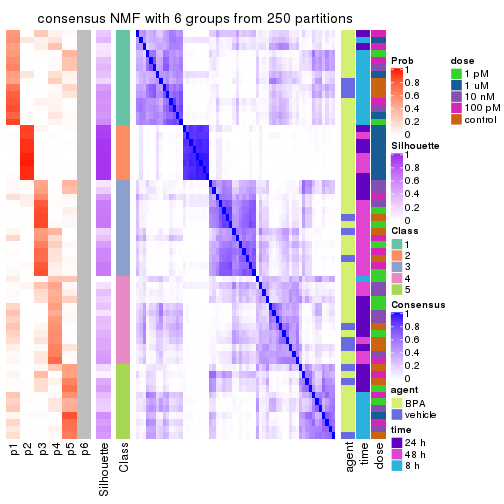 consensus NMF with 6 groups from 250 partitions
Prob
1
0.8
0.6
0.4
0.2
0
dose
1 pM
1 uM
10 nM
100 pM
control
Silhouette
1
0.8
0.6
0.4
0.2
0
Class
1
2
3
4
5
Consensus
1
0.8
0.6
0.4
0.2
0
agent
BPA
vehicle
time
24 h
48 h
8 h
p1
p2
p3
p4
p5
p6
Silhouette
Class
agent
time
dose